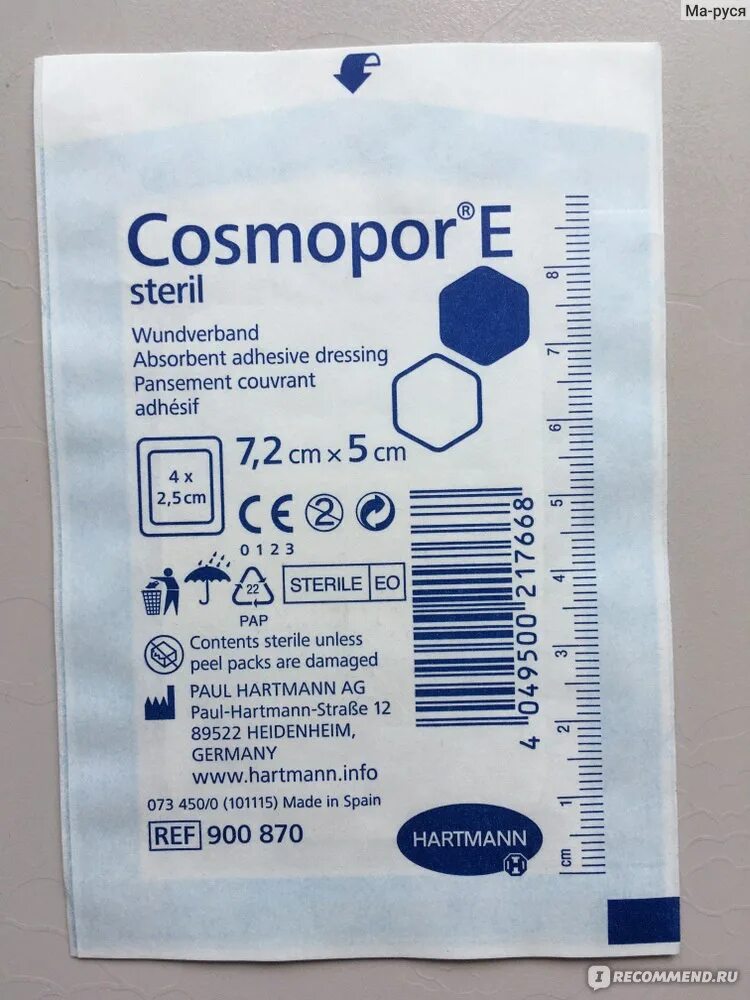 Ма-руся
Cosmopor® E
steril
Wundverband
Absorbent adhesive dressing
Pansement couvrant
adhésif
4 x
2,5cm
7,2 cm x 5 cm
CE
0123
2
22
PAP
STERILE EO
Contents sterile unless
peel packs are damaged
PAUL HARTMANN AG
Paul-Hartmann-Straße 12
89522 HEIDENHEIM,
GERMANY
www.hartmann.info
073 450/0 (101115) Made in Spain
REF 900 870
4 049500 217668
HARTMANN
H
cm 1 2 3 4 5 6 7 8
IRECOMMEND.RU